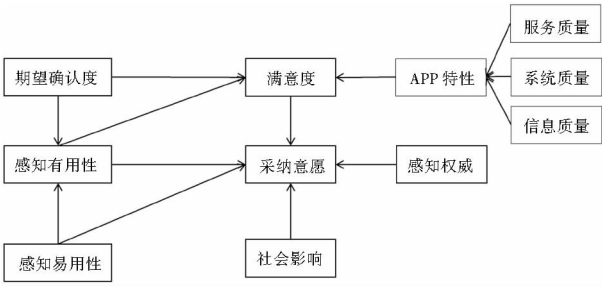 服务质量
期望确认度
满意度
APP 特性
系统质量
信息质量
感知有用性
采纳意愿
感知权威
感知易用性
社会影响